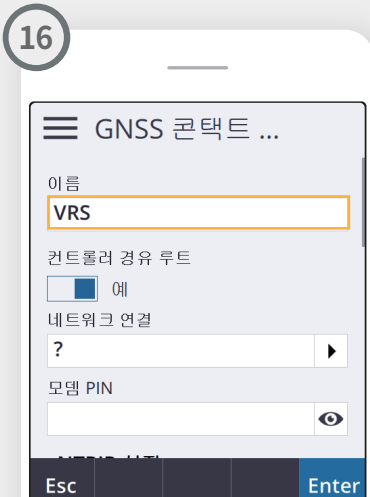 16
GNSS 콘택트 ...
이름
VRS
컨트롤러 경유 루트
예
네트워크 연결
?
모뎀 PIN
Esc
Enter